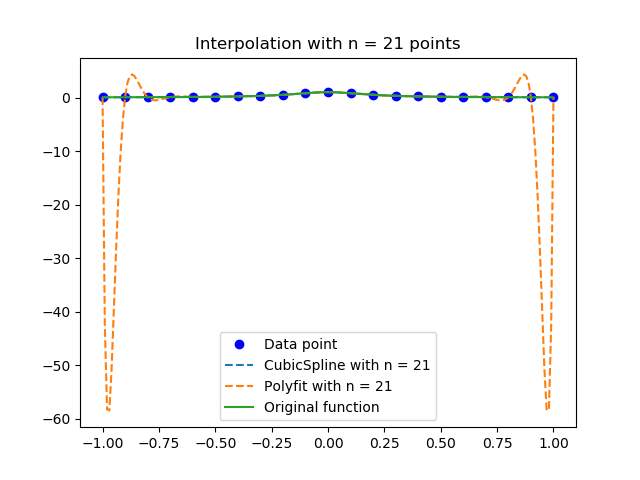 Interpolation with n = 21 points
0
−10
−20
−30
−40
−50
−60
Data point
CubicSpline with n = 21
Polyfit with n = 21
Original function
−1.00 −0.75 −0.50 −0.25 0.00 0.25 0.50 0.75 1.00